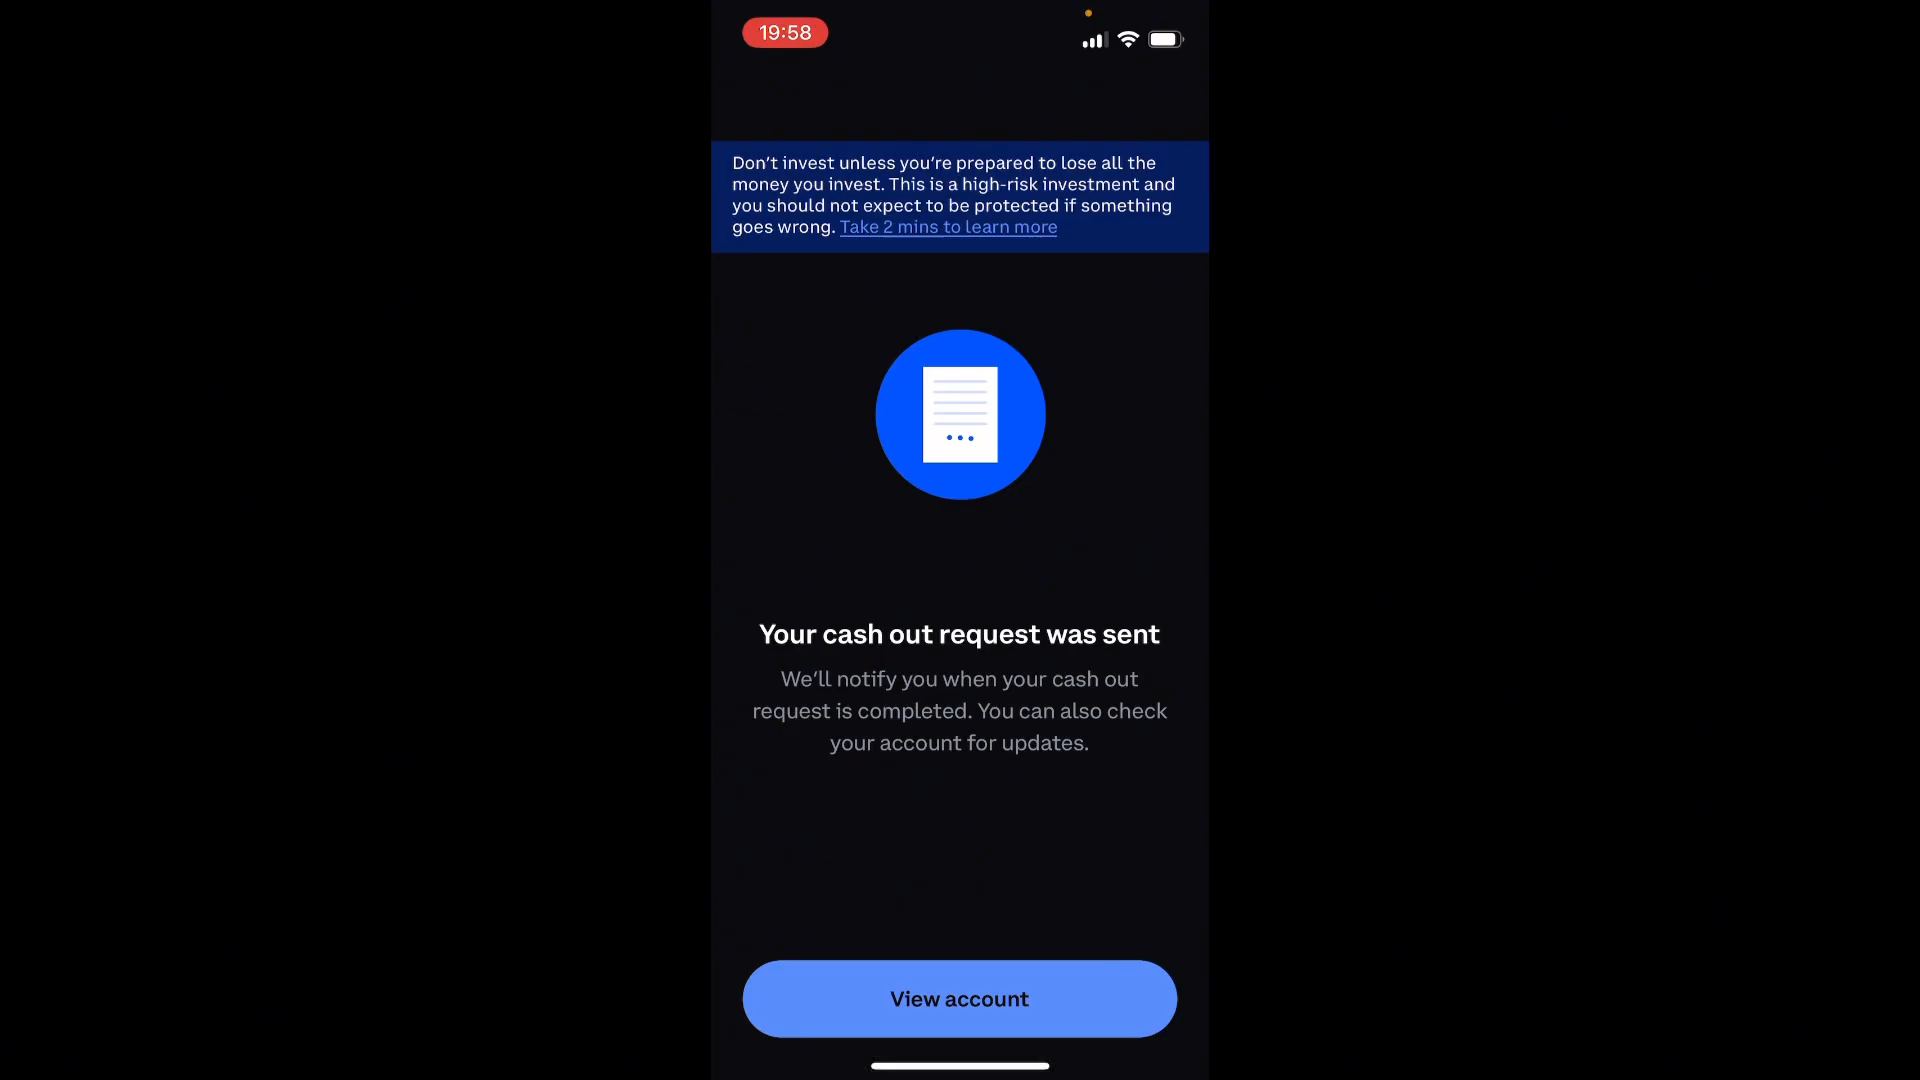 19:58
Don't invest unless you're prepared to lose all the
money you invest. This is a high-risk investment and
you should not expect to be protected if something
goes wrong. Take 2 mins to learn more
Your cash out request was sent
We'll notify you when your cash out
request is completed. You can also check
your account for updates.
View account